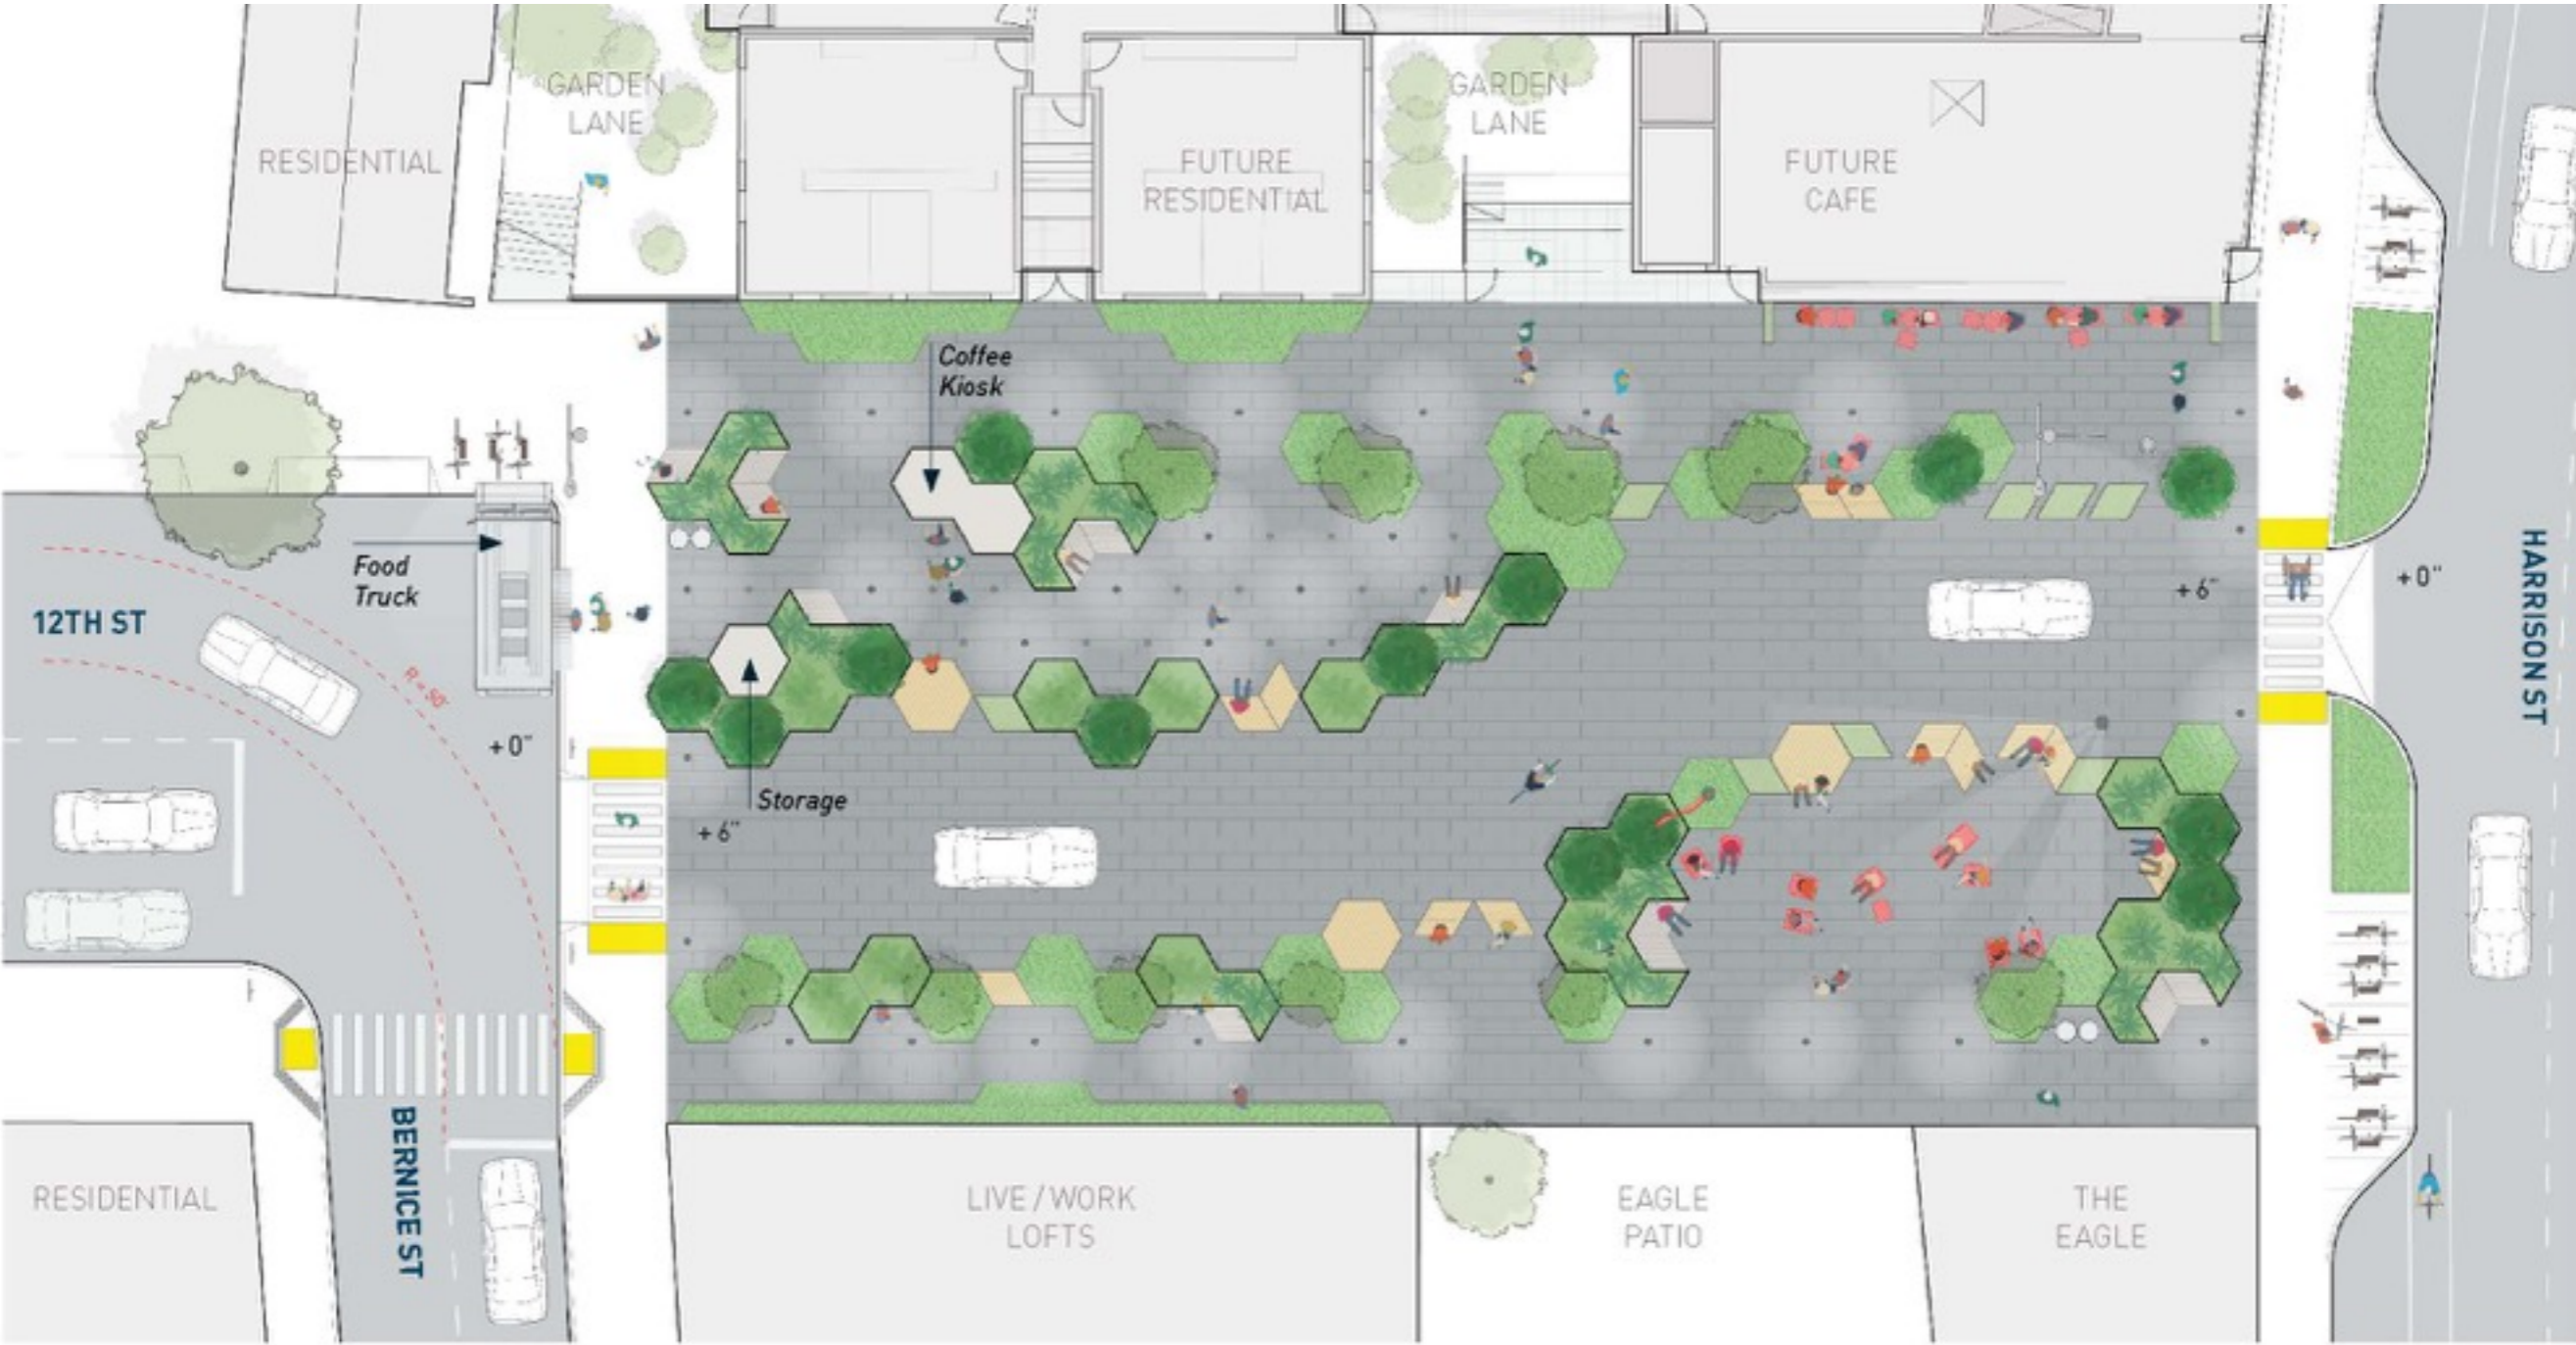 GARDEN
LANE
GARDEN
LANE
RESIDENTIAL
FUTURE
RESIDENTIAL
FUTURE
CAFE
Coffee
Kiosk
Food
Truck
12TH ST
R = 50'
+0"
+6"
+0"
HARRISON ST
Storage
+6"
BERNICE ST
RESIDENTIAL
LIVE / WORK
LOFTS
EAGLE
PATIO
THE
EAGLE